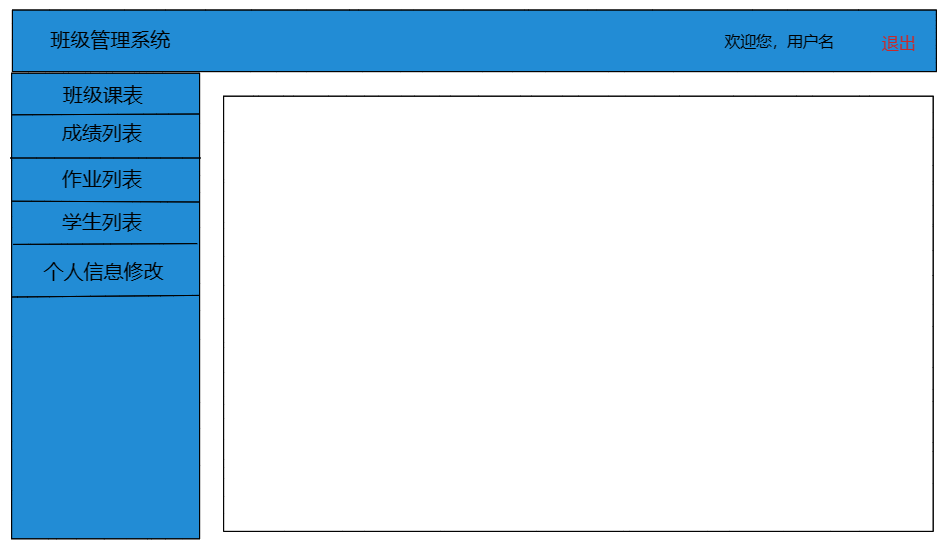 班级管理系统
欢迎您，用户名
退出
班级课表
成绩列表
作业列表
学生列表
个人信息修改